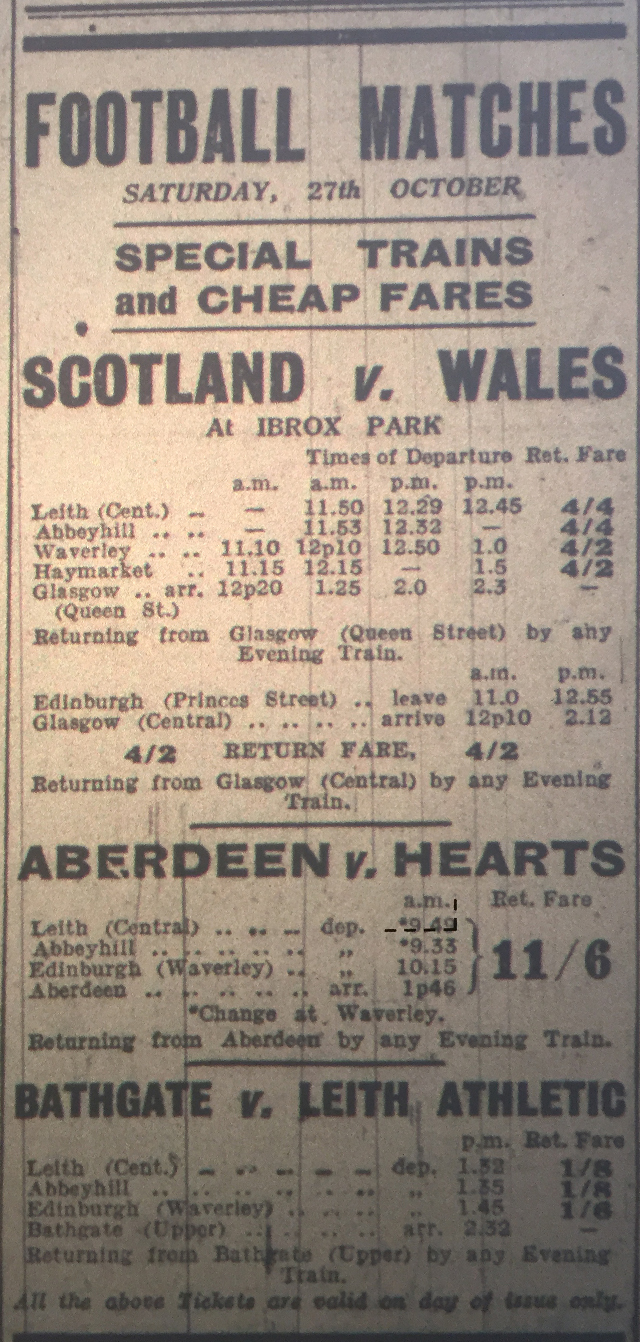 FOOTBALL MATCHES
SATURDAY, 27th OCTOBER
SPECIAL TRAINS
and CHEAP FARES
SCOTLAND v. WALES
At IBROX PARK
Times of Departure Ret. Fare
a.m. a.m. p.m. p.m.
Leith (Cent.) .. — 11.50 12.29 12.45 4/4
Abbeyhill .. .. — 11.53 12.32 — 4/4
Waverley .. .. 11.10 12p10 12.50 1.0 4/2
Haymarket .. 11.15 12.15 — 1.5 4/2
Glasgow .. arr. 12p20 1.25 2.0 2.3 —
(Queen St.)
Returning from Glasgow (Queen Street) by any
Evening Train.
a.m. p.m.
Edinburgh (Princes Street) .. leave 11.0 12.55
Glasgow (Central) .. .. .. .. arrive 12p10 2.12
4/2 RETURN FARE, 4/2
Returning from Glasgow (Central) by any Evening
Train.
ABERDEEN v. HEARTS
a.m. Ret. Fare
Leith (Central) .. .. .. dep.
Abbeyhill .. .. .. .. .. „ *9.33
Edinburgh (Waverley) .. „ 10.15 11/6
Aberdeen .. .. .. .. .. arr. 1p46
*Change at Waverley.
Returning from Aberdeen by any Evening Train.
BATHGATE v. LEITH ATHLETIC
p.m. Ret. Fare
Leith (Cent.) .. .. .. .. .. dep. 1.32 1/8
Abbeyhill .. .. .. .. .. .. „ 1.35 1/8
Edinburgh (Waverley) .. .. .. „ 1.45 1/6
Bathgate (Upper) .. .. .. .. arr. 2.32 —
Returning from Bathgate (Upper) by any Evening
Train.
All the above Tickets are valid on day of issue only.